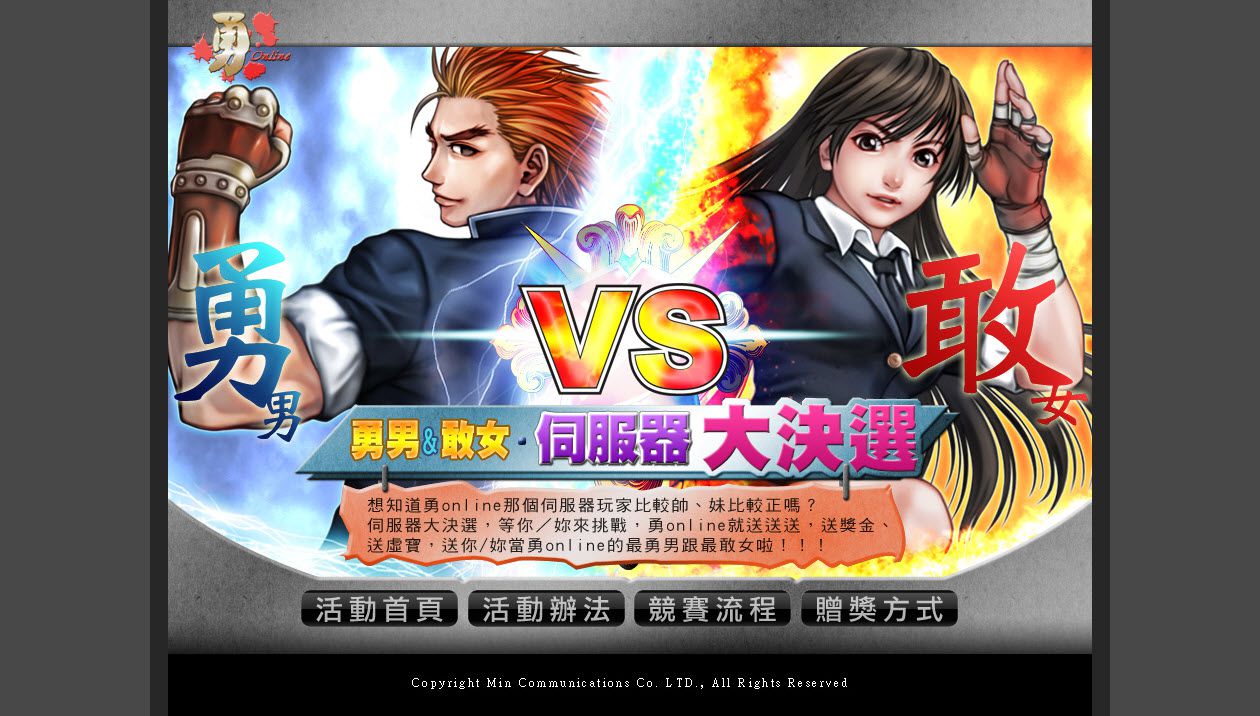 勇
Online
VS
勇
男
敢
女
勇男&敢女·伺服器 大決選
想知道勇online那個伺服器玩家比較帥、妹比較正嗎？
伺服器大決選，等你／妳來挑戰，勇online就送送送，送獎金、
送虛寶，送你/妳當勇online的最勇男跟最敢女啦！！！
活動首頁 活動辦法 競賽流程 贈獎方式
Copyright Min Communications Co. LTD., All Rights Reserved